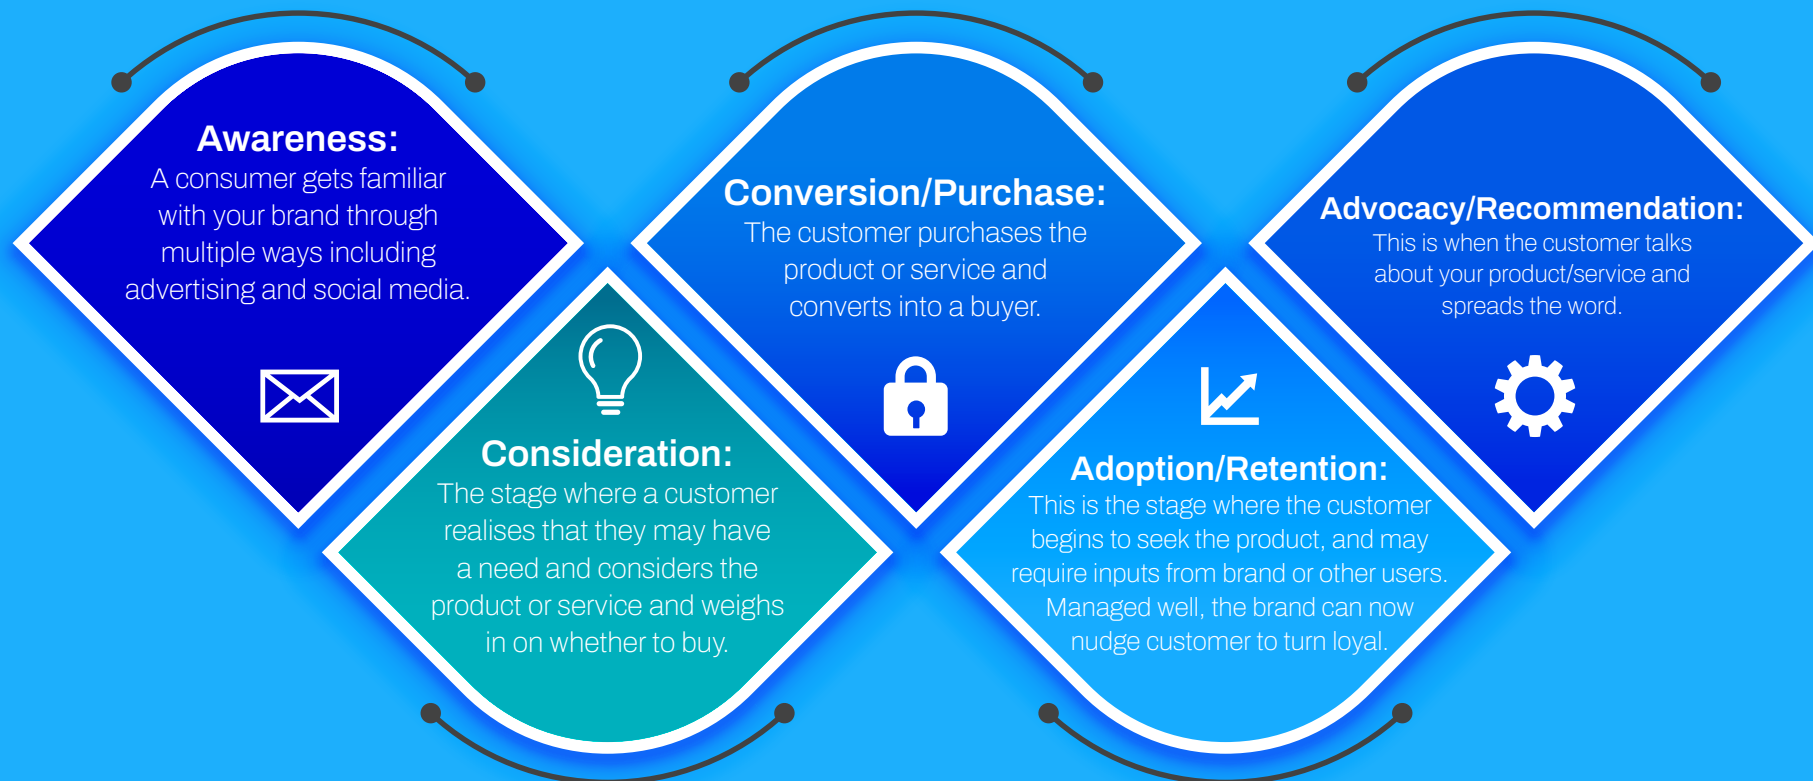 Awareness:
A consumer gets familiar
with your brand through
multiple ways including
advertising and social media.
Consideration:
The stage where a customer
realises that they may have
a need and considers the
product or service and weighs
in on whether to buy.
Conversion/Purchase:
The customer purchases the
product or service and
converts into a buyer.
Adoption/Retention:
This is the stage where the customer
begins to seek the product, and may
require inputs from brand or other users.
Managed well, the brand can now
nudge customer to turn loyal.
Advocacy/Recommendation:
This is when the customer talks
about your product/service and
spreads the word.